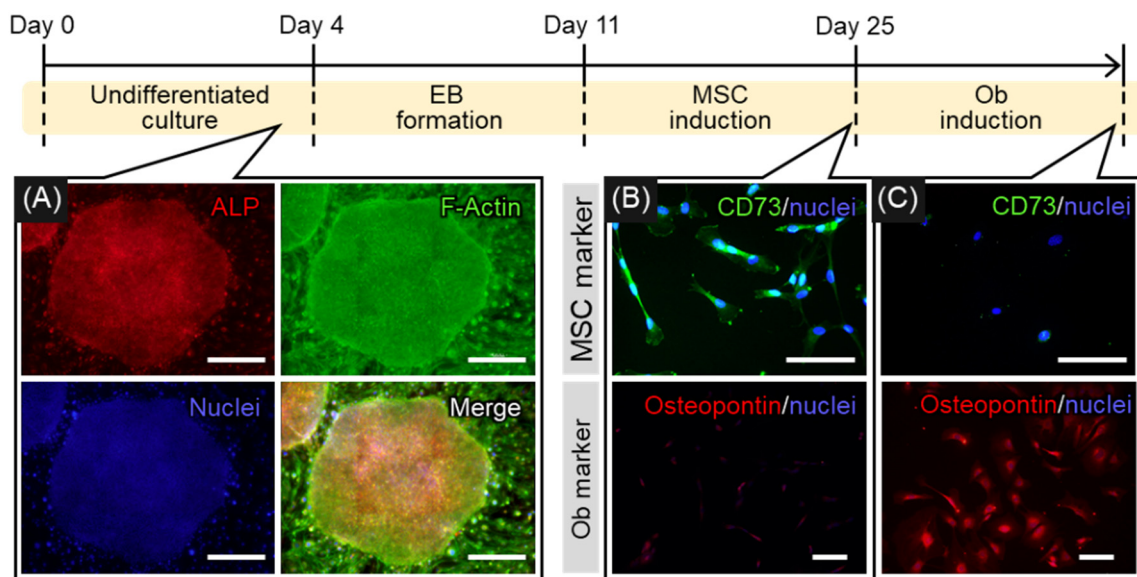 Day 0 Day 4 Day 11 Day 25
Undifferentiated culture
EB formation
MSC induction
Ob induction
(A)
ALP
F-Actin
Nuclei
Merge
MSC marker
Ob marker
(B)
CD73/nuclei
Osteopontin/nuclei
(C)
CD73/nuclei
Osteopontin/nuclei